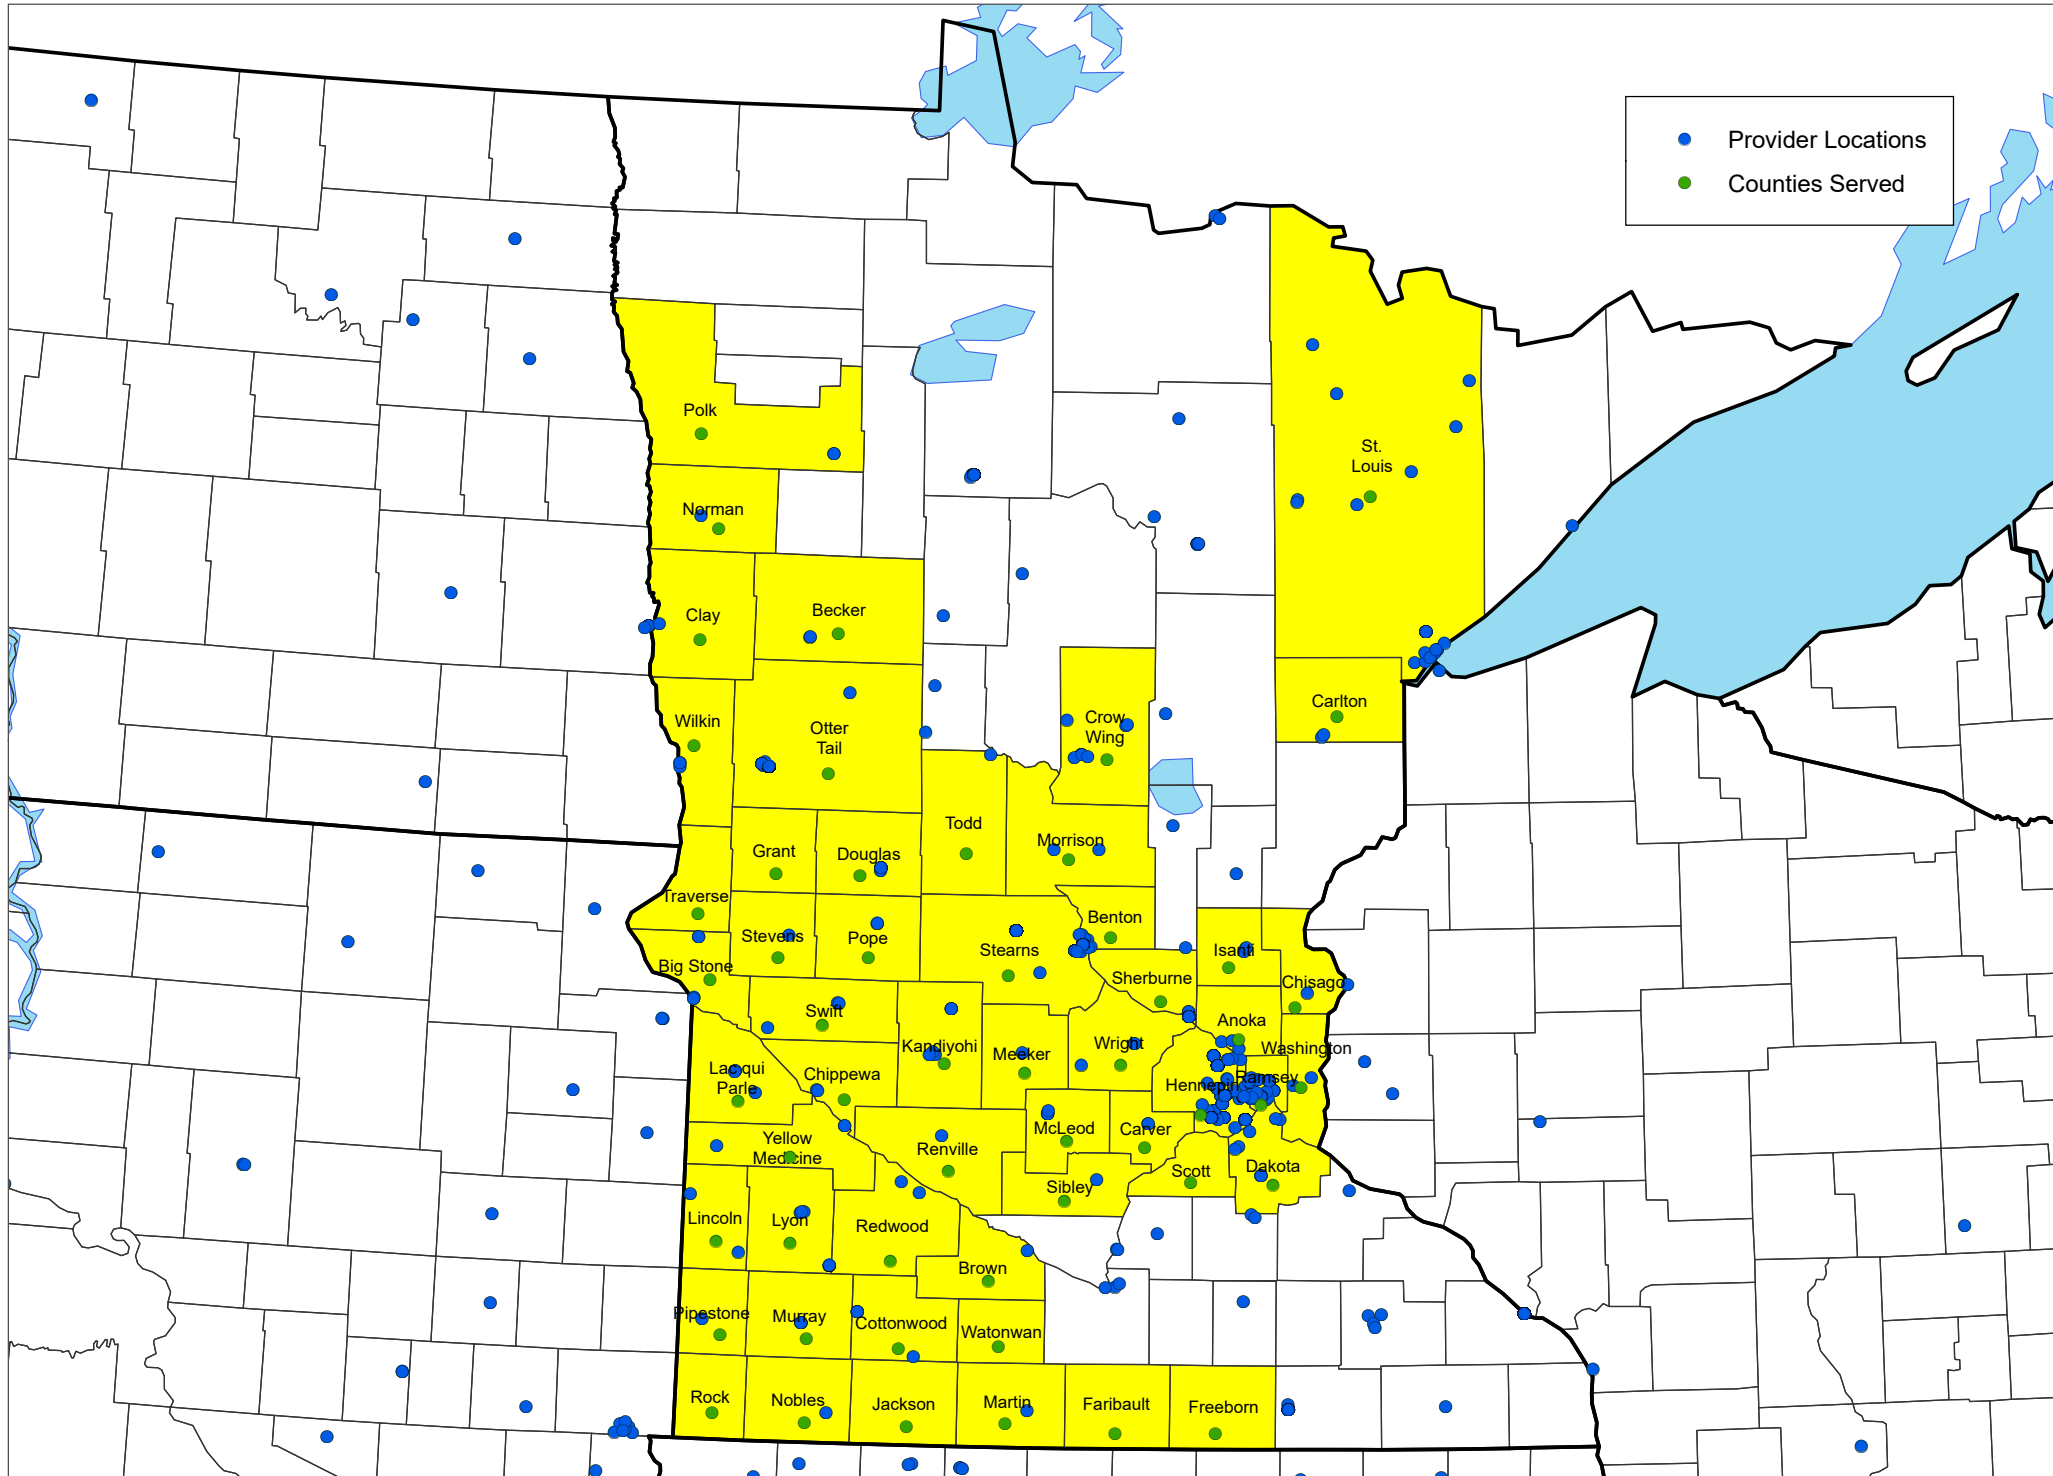 Provider Locations
Counties Served
Polk
St.
Louis
Norman
Clay
Becker
Carlton
Wilkin
Otter
Tail
Crow
Wing
Todd
Morrison
Grant
Douglas
Traverse
Benton
Stevens
Pope
Stearns
Isanti
Big Stone
Sherburne
Chisago
Swift
Anoka
Kandiyohi
Meeker
Wright
Washington
Lac qui
Parle
Chippewa
Hennepin
Ramsey
McLeod
Carver
Yellow
Medicine
Renville
Scott
Dakota
Sibley
Lincoln
Lyon
Redwood
Brown
Pipestone
Murray
Cottonwood
Watonwan
Rock
Nobles
Jackson
Martin
Faribault
Freeborn